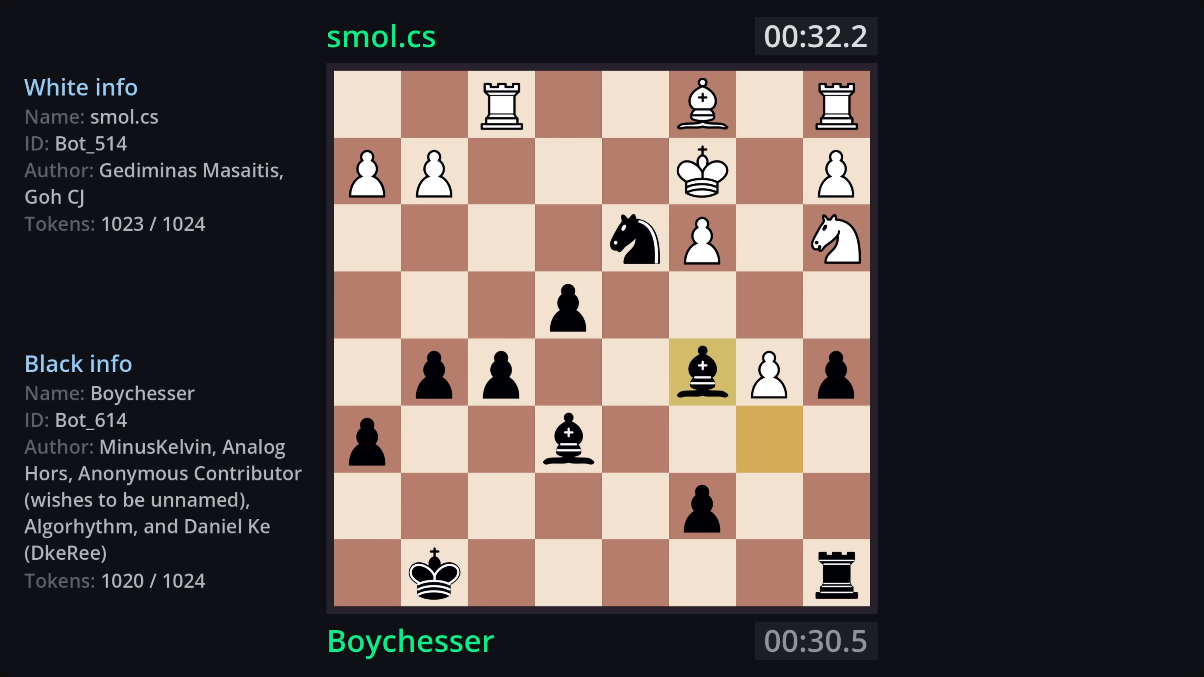 smol.cs
00:32.2
White info
Name: smol.cs
ID: Bot_514
Author: Gediminas Masaitis,
Goh CJ
Tokens: 1023 / 1024
Black info
Name: Boychesser
ID: Bot_614
Author: MinusKelvin, Analog
Hors, Anonymous Contributor
(wishes to be unnamed),
Algorhythm, and Daniel Ke
(DkeRee)
Tokens: 1020 / 1024
Boychesser
00:30.5